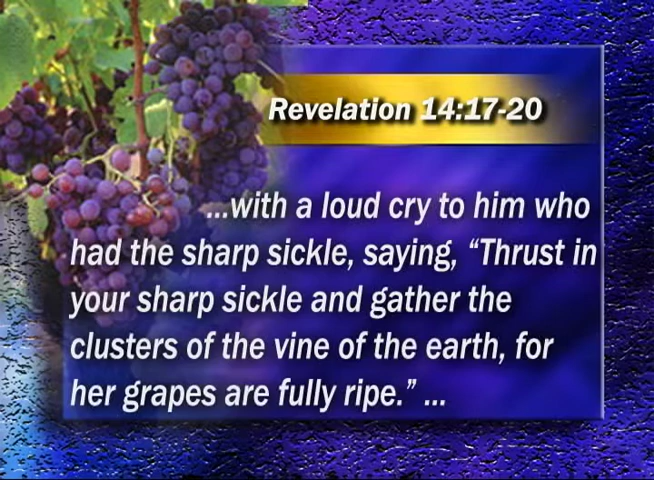 Revelation 14:17-20
...with a loud cry to him who
had the sharp sickle, saying, “Thrust in
your sharp sickle and gather the
clusters of the vine of the earth, for
her grapes are fully ripe.” ...